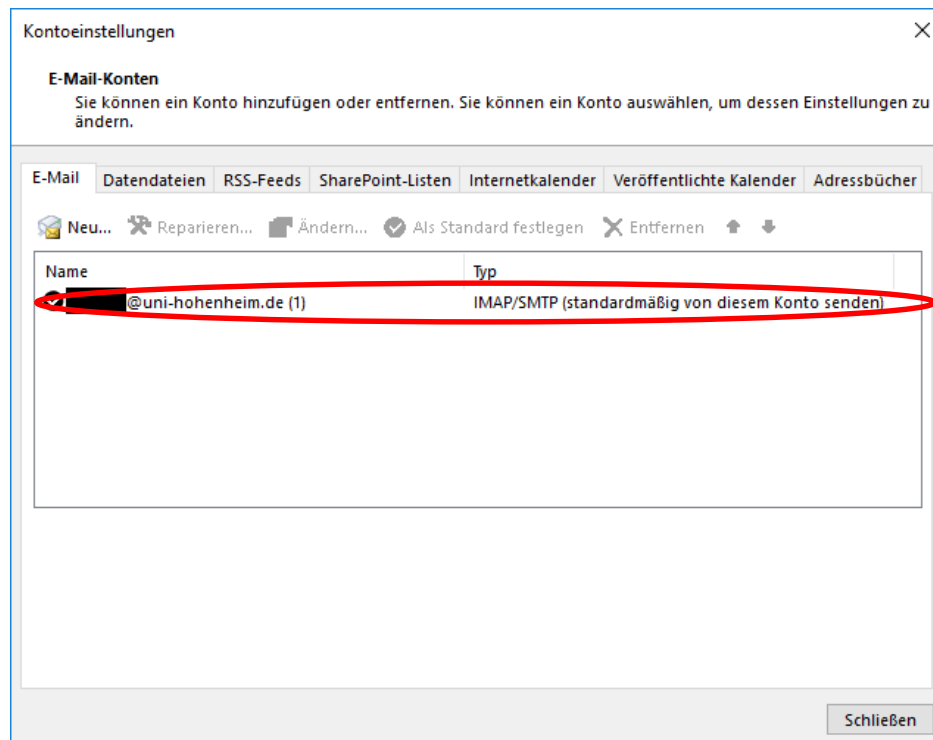 Kontoeinstellungen
E-Mail-Konten
Sie können ein Konto hinzufügen oder entfernen. Sie können ein Konto auswählen, um dessen Einstellungen zu
ändern.
E-Mail Datendateien RSS-Feeds SharePoint-Listen Internetkalender Veröffentlichte Kalender Adressbücher
Neu... Reparieren... Ändern... Als Standard festlegen Entfernen
Name Typ
@uni-hohenheim.de (1) IMAP/SMTP (standardmäßig von diesem Konto senden)
Schließen